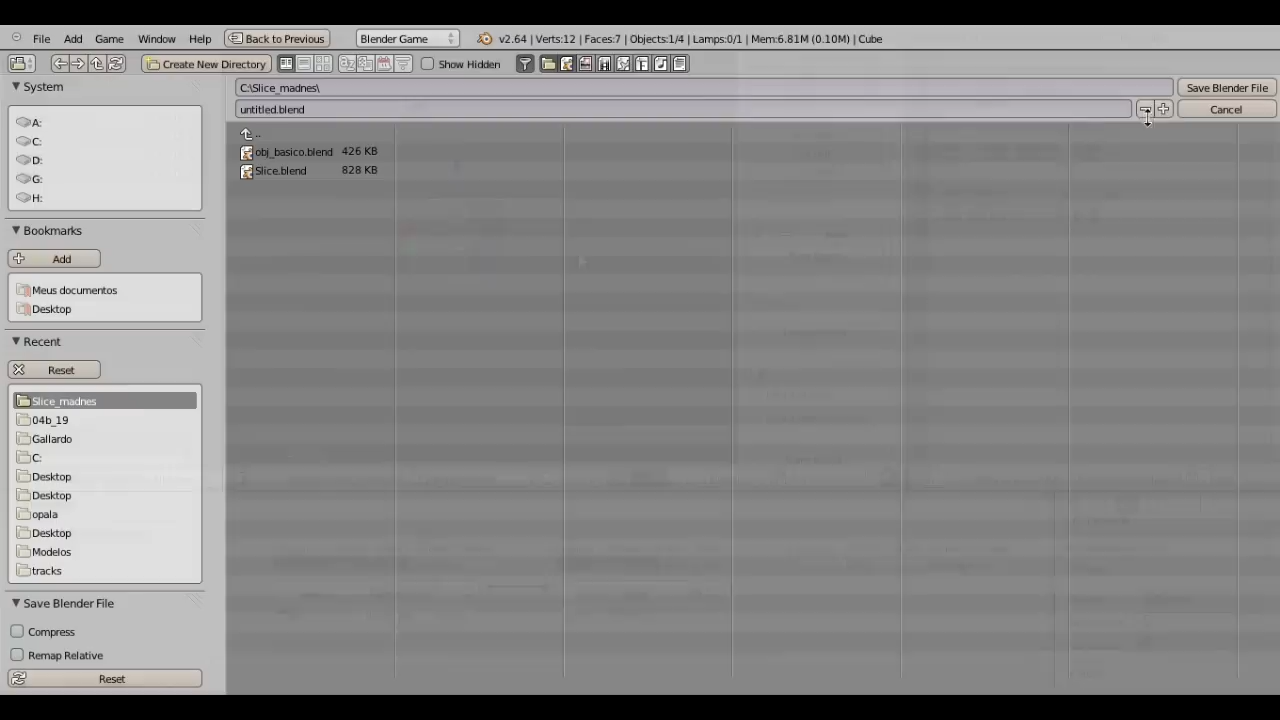 File Add Game Window Help Back to Previous Blender Game v2.64 | Verts:12 | Faces:7 | Objects:1/4 | Lamps:0/1 | Mem:6.81M (0.10M) | Cube
Create New Directory Show Hidden
System
A:
C:
D:
G:
H:
Bookmarks
Add
Meus documentos
Desktop
Recent
Reset
Slice_madnes
04b_19
Gallardo
C:
Desktop
Desktop
opala
Desktop
Modelos
tracks
Save Blender File
Compress
Remap Relative
Reset
C:\Slice_madnes\ Save Blender File
untitled.blend Cancel
..
obj_basico.blend 426 KB
Slice.blend 828 KB